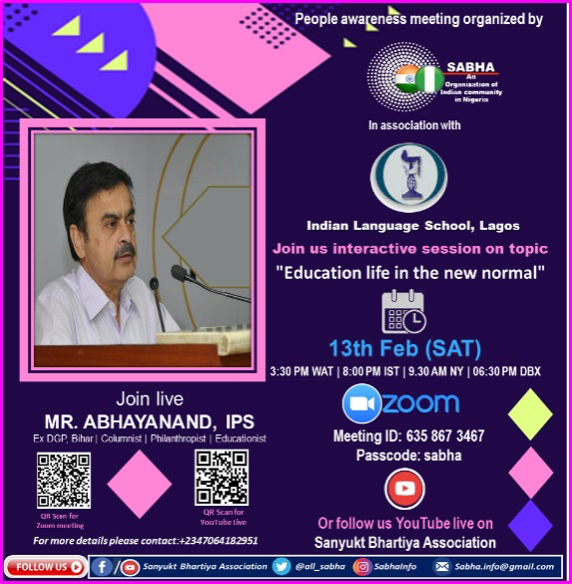 People awareness meeting organized by
SABHA
An
Organization of
Indian community
in Nigeria
In association with
Indian Language School, Lagos
Join us interactive session on topic
"Education life in the new normal"
13th Feb (SAT)
3:30 PM WAT | 8:00 PM IST | 9.30 AM NY | 06:30 PM DBX
zoom
Meeting ID: 635 867 3467
Passcode: sabha
Or follow us YouTube live on
Sanyukt Bhartiya Association
Join live
MR. ABHAYANAND, IPS
Ex DGP, Bihar | Columnist | Philanthropist | Educationist
QR Scan for
Zoom meeting
QR Scan for
YouTube Live
For more details please contact:+2347064182951
FOLLOW US
Sanyukt Bhartiya Association
@all_sabha
SabhaInfo
Sabha.info@gmail.com